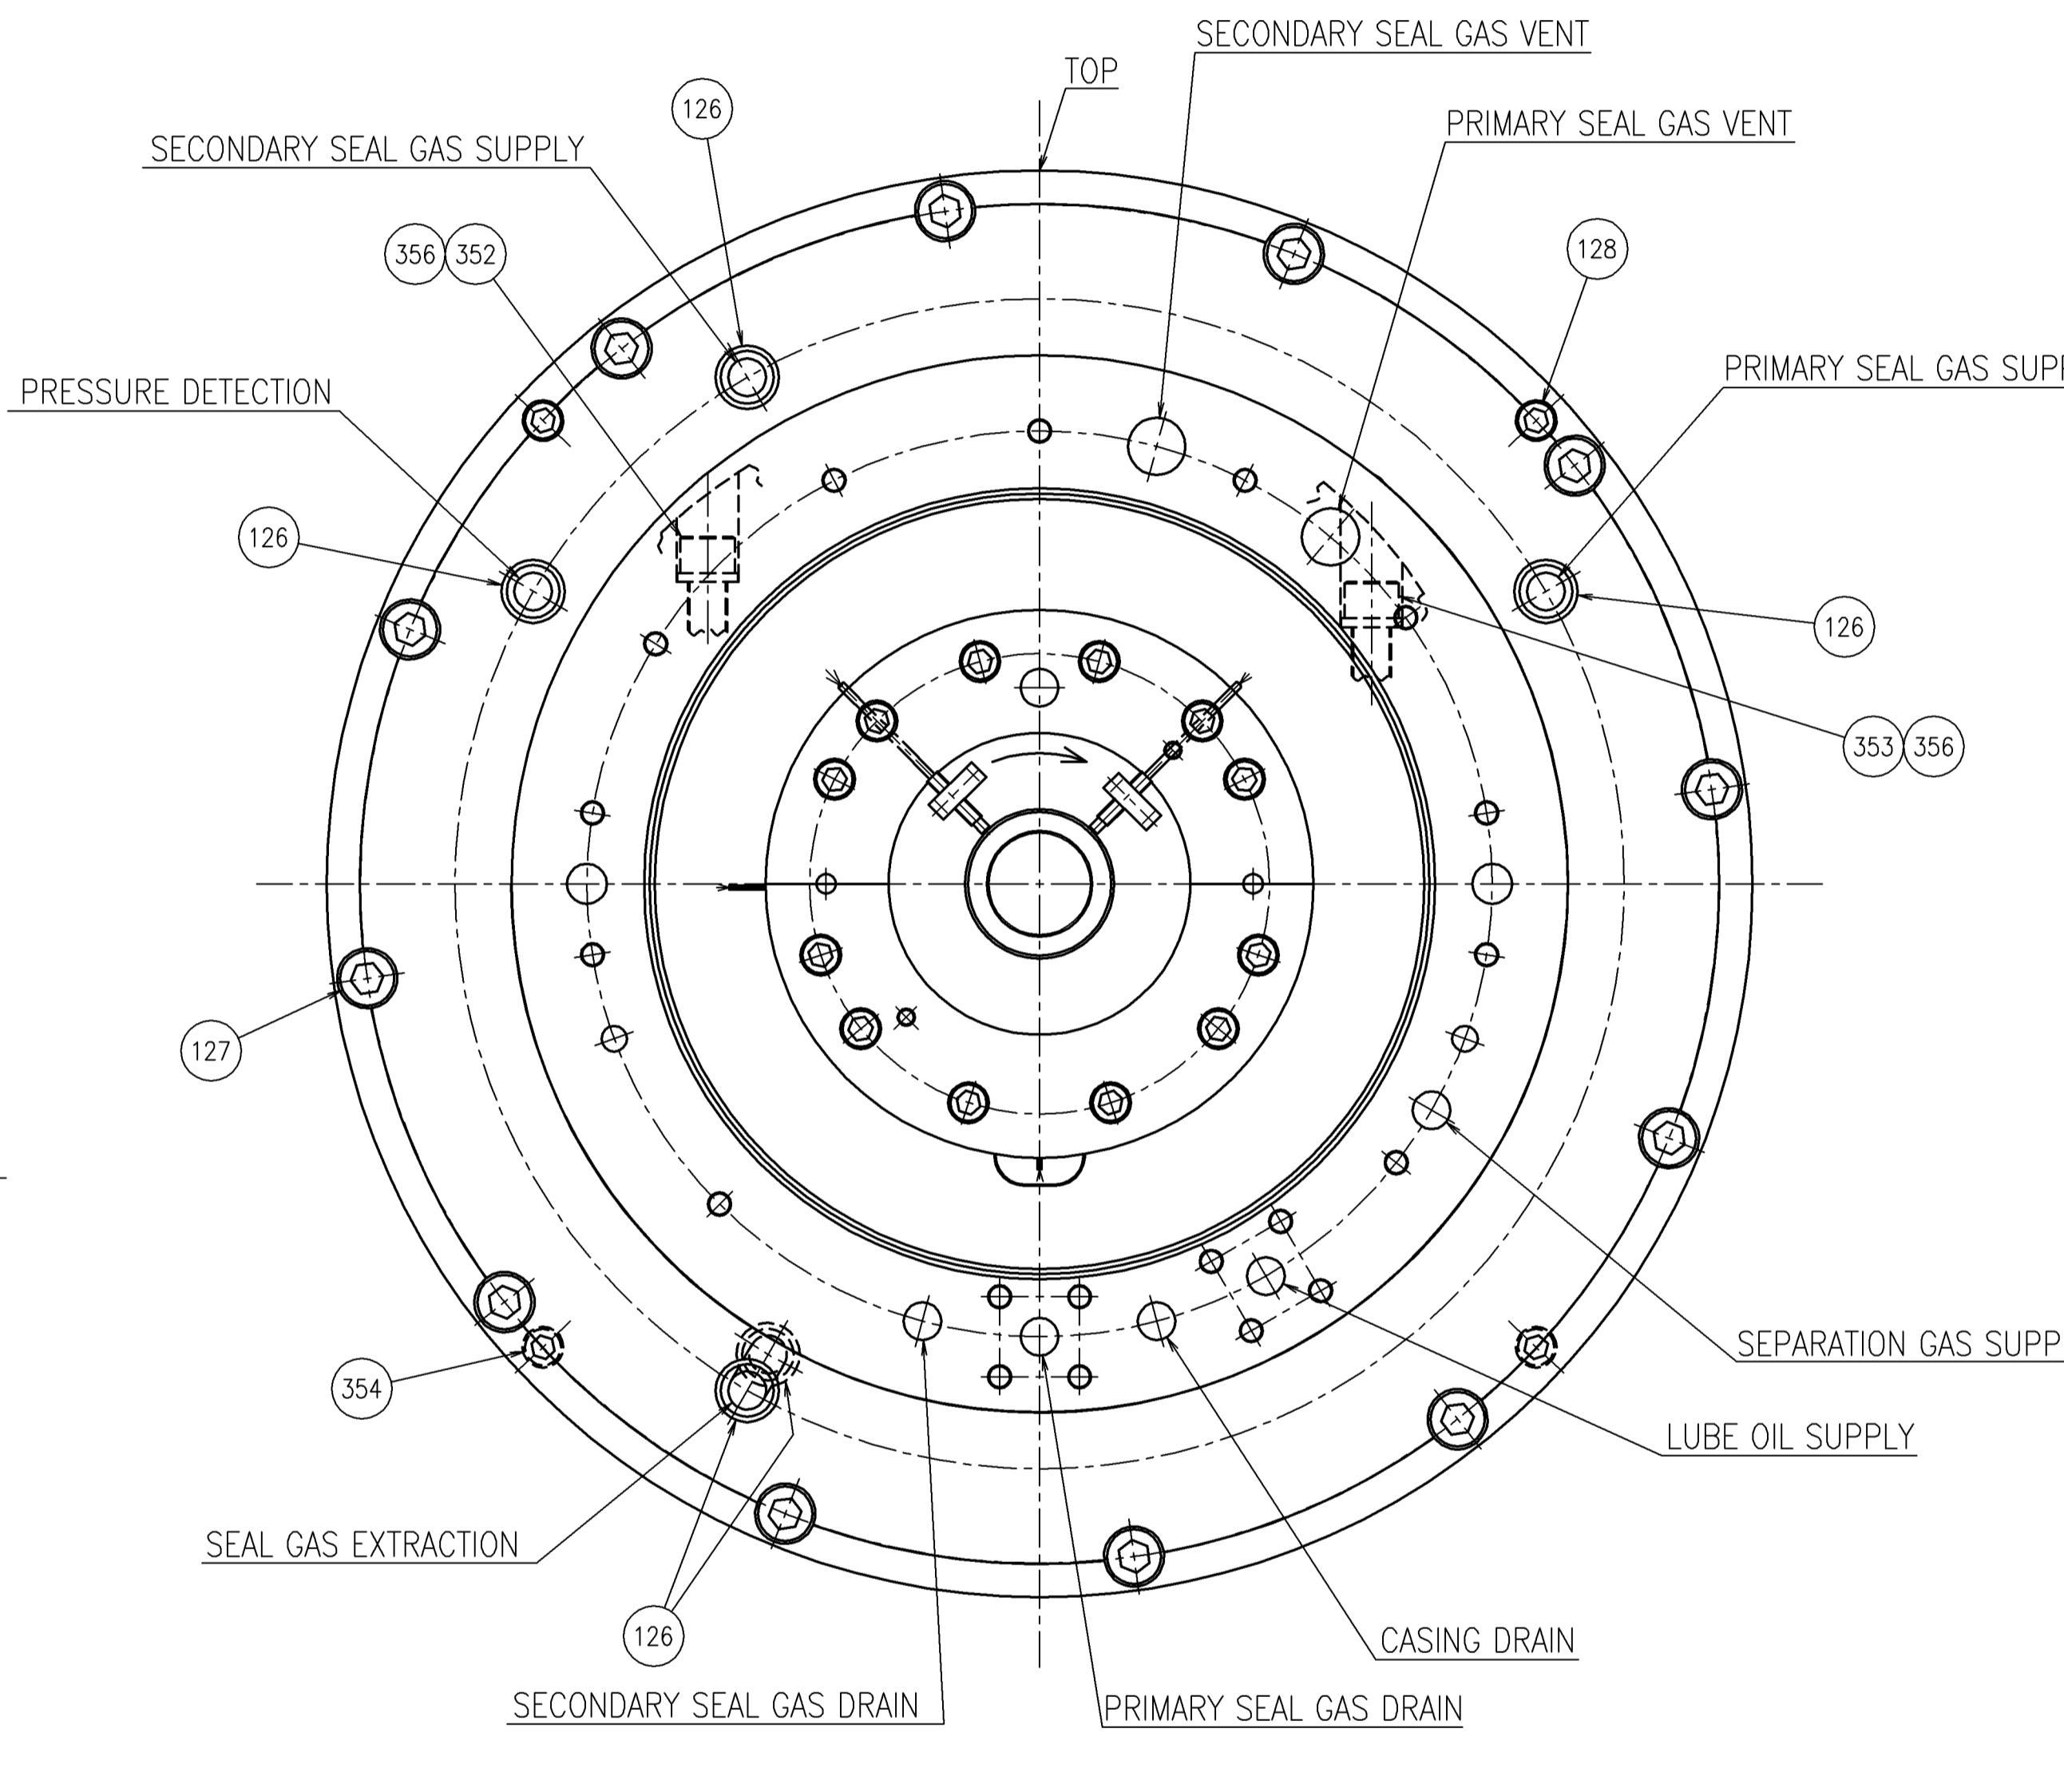 SECONDARY SEAL GAS VENT
TOP
126
PRIMARY SEAL GAS VENT
SECONDARY SEAL GAS SUPPLY
356 352
128
PRIMARY SEAL GAS SUPP
PRESSURE DETECTION
126
126
353 356
127
SEPARATION GAS SUPP
354
LUBE OIL SUPPLY
SEAL GAS EXTRACTION
126
CASING DRAIN
SECONDARY SEAL GAS DRAIN
PRIMARY SEAL GAS DRAIN